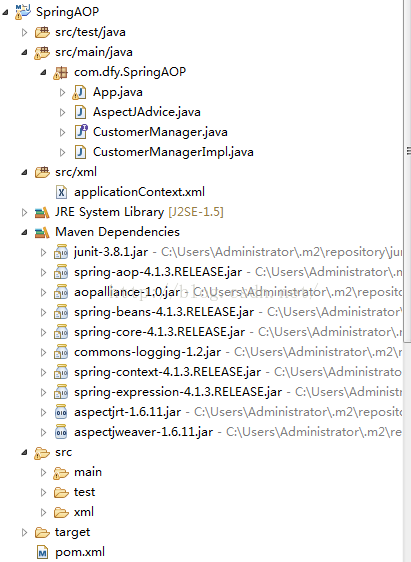 SpringAOP
src/test/java
src/main/java
com.dfy.SpringAOP
App.java
AspectJAdvice.java
CustomerManager.java
CustomerManagerImpl.java
src/xml
applicationContext.xml
JRE System Library [J2SE-1.5]
Maven Dependencies
junit-3.8.1.jar - C:\Users\Administrator\.m2\repository\jun
spring-aop-4.1.3.RELEASE.jar - C:\Users\Administrator\.
aopalliance-1.0.jar - C:\Users\Administrator\.m2\reposit
spring-beans-4.1.3.RELEASE.jar - C:\Users\Administrator\
spring-core-4.1.3.RELEASE.jar - C:\Users\Administrator\.
commons-logging-1.2.jar - C:\Users\Administrator\.m2\
spring-context-4.1.3.RELEASE.jar - C:\Users\Administrat
spring-expression-4.1.3.RELEASE.jar - C:\Users\Adminis
aspectjrt-1.6.11.jar - C:\Users\Administrator\.m2\reposi
aspectjweaver-1.6.11.jar - C:\Users\Administrator\.m2\
src
main
test
xml
target
pom.xml